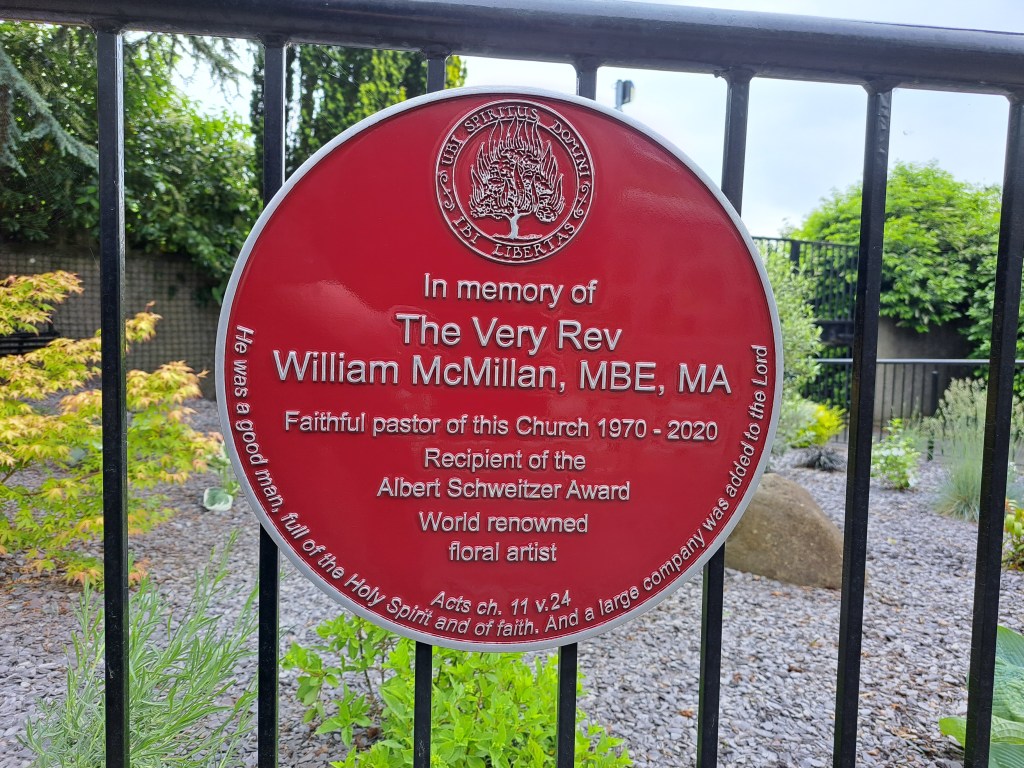 UBI SPIRITUS DOMINI
IBI LIBERTAS
In memory of
The Very Rev
William McMillan, MBE, MA
Faithful pastor of this Church 1970 - 2020
Recipient of the
Albert Schweitzer Award
World renowned
floral artist
Acts ch. 11 v.24
He was a good man, full of the Holy Spirit and of faith. And a large company was added to the Lord